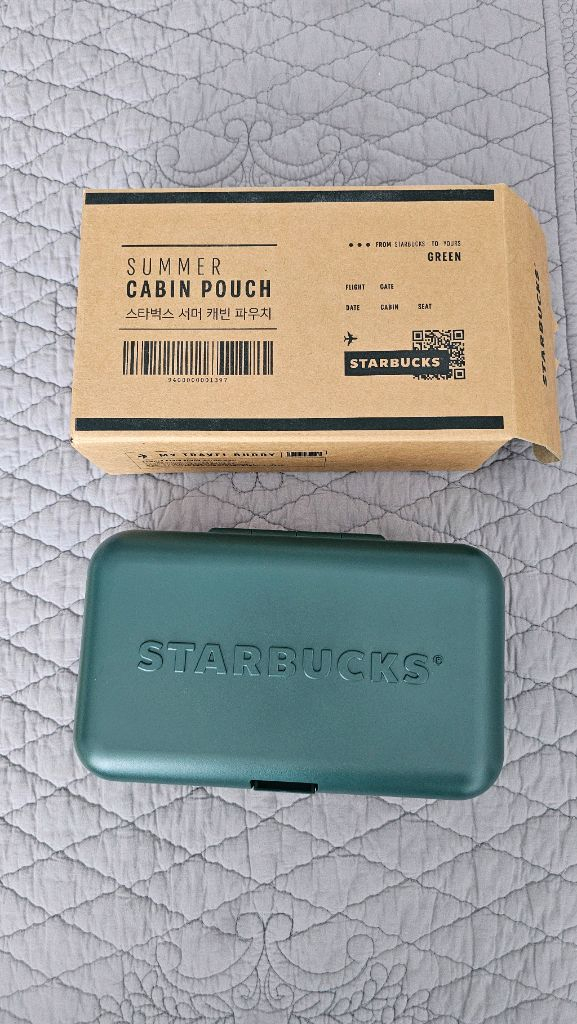 SUMMER
CABIN POUCH
스타벅스 서머 캐빈 파우치
9400000001397
FROM STARBUCKS TO YOURS
GREEN
FLIGHT GATE
DATE CABIN SEAT
STARBUCKS
STARBUCKS
MY TRAVEL BUDDY
STARBUCKS®